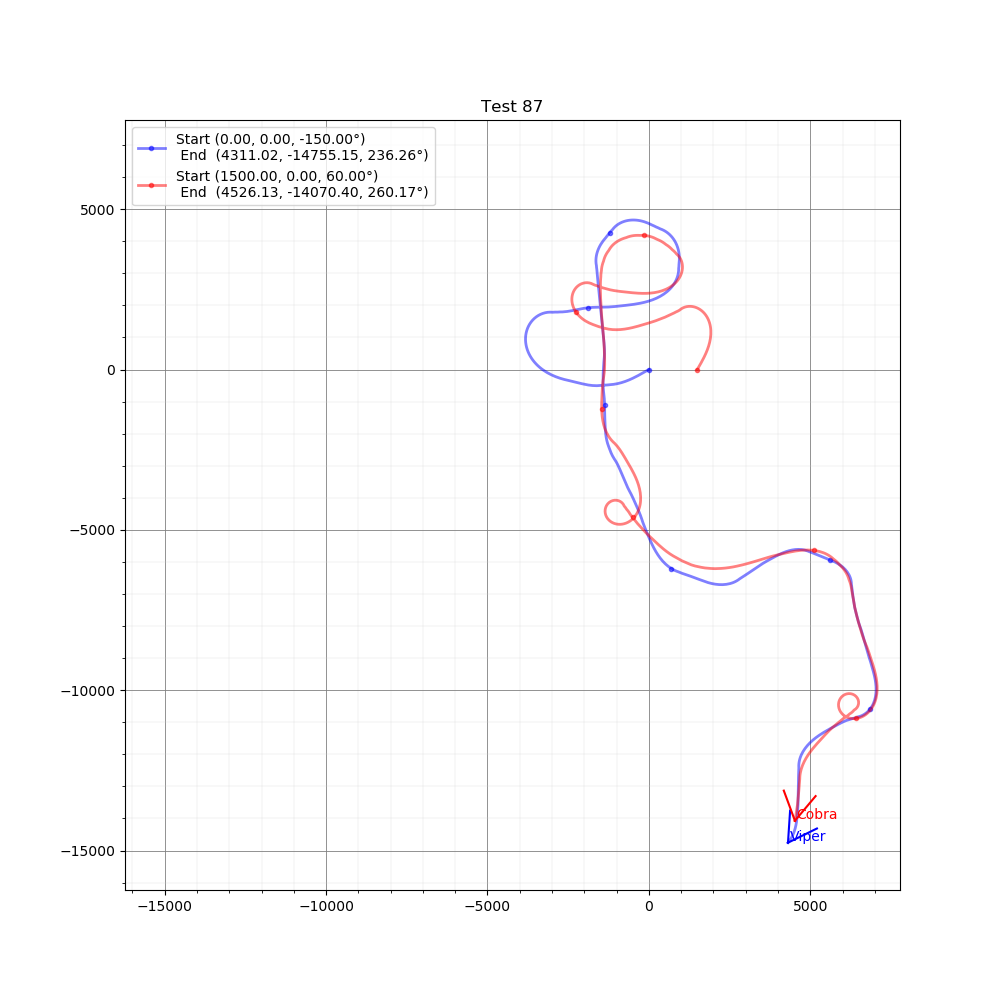 Test 87
Start (0.00, 0.00, -150.00°)
End (4311.02, -14755.15, 236.26°)
Start (1500.00, 0.00, 60.00°)
End (4526.13, -14070.40, 260.17°)
5000
0
−5000
−10000
−15000
Cobra
Viper
−15000 −10000 −5000 0 5000